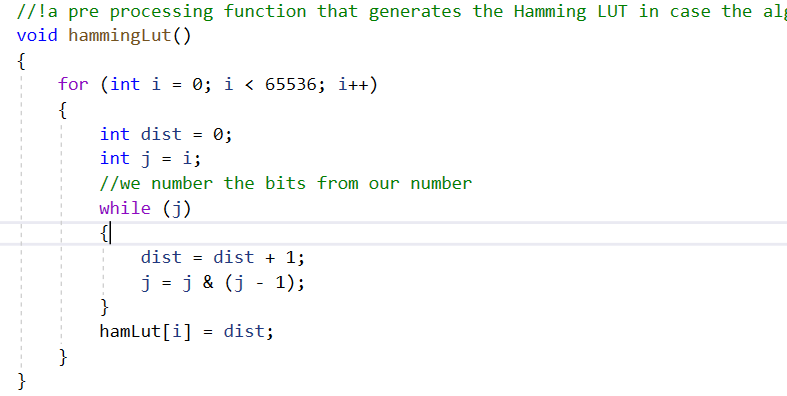 //!a pre processing function that generates the Hamming LUT in case the
void hammingLut()
{
for (int i = 0; i < 65536; i++)
{
int dist = 0;
int j = i;
//we number the bits from our number
while (j)
{
dist = dist + 1;
j = j & (j - 1);
}
hamLut[i] = dist;
}
}